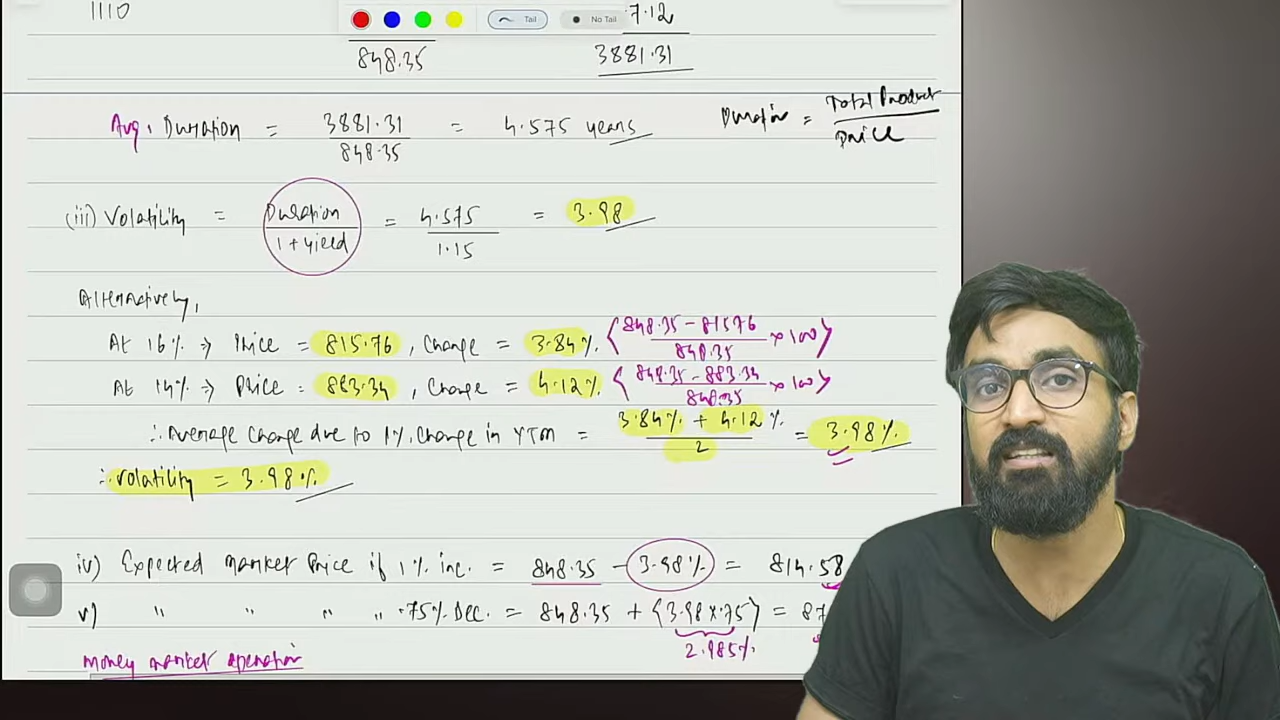 1110
Tail
No Tail
848.35
7.12
3881.31
Avg. Duration = 3881.31 / 848.35 = 4.575 years
Duration = Total Product / Price
(iii) Volatility = Duration / 1 + yield = 4.575 / 1.15 = 3.98
Alternatively,
At 16% ⇒ Price = 815.76, Change = 3.84% (848.35 - 815.76 / 848.35 × 100)
At 14% ⇒ Price = 883.34, Change = 4.12% (848.35 - 883.34 / 848.35 × 100)
∴ Average Change due to 1% Change in YTM = 3.84% + 4.12% / 2 = 3.98%
∴ Volatility = 3.98%
iv) Expected market Price if 1% inc. = 848.35 - 3.98% = 814.58
v) " " " " .75% Dec. = 848.35 + (3.98 × .75) = 87
2.985%
Money market operation